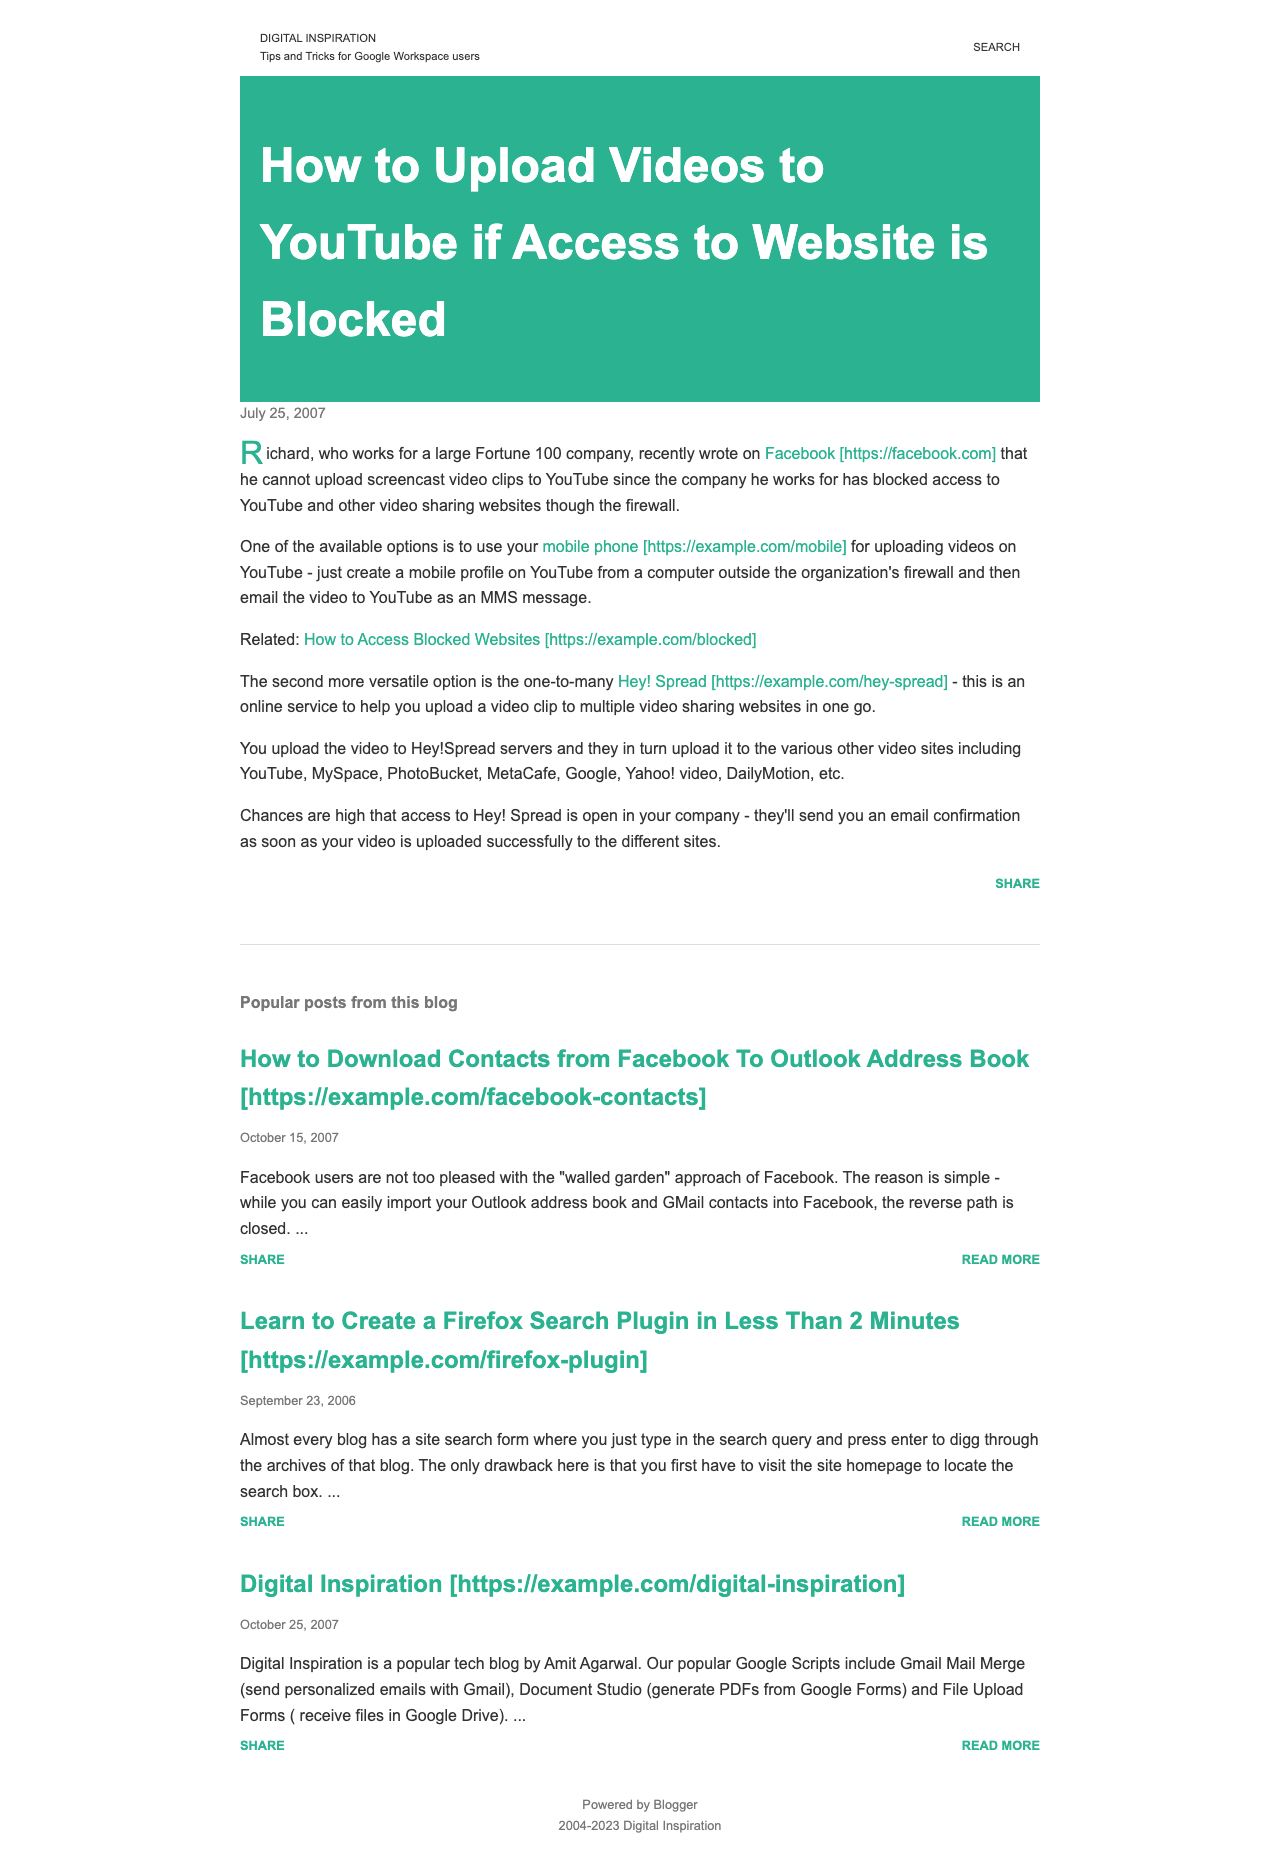 DIGITAL INSPIRATION
Tips and Tricks for Google Workspace users
SEARCH
How to Upload Videos to
YouTube if Access to Website is
Blocked
July 25, 2007
Richard, who works for a large Fortune 100 company, recently wrote on Facebook [https://facebook.com] that
he cannot upload screencast video clips to YouTube since the company he works for has blocked access to
YouTube and other video sharing websites though the firewall.
One of the available options is to use your mobile phone [https://example.com/mobile] for uploading videos on
YouTube - just create a mobile profile on YouTube from a computer outside the organization's firewall and then
email the video to YouTube as an MMS message.
Related: How to Access Blocked Websites [https://example.com/blocked]
The second more versatile option is the one-to-many Hey! Spread [https://example.com/hey-spread] - this is an
online service to help you upload a video clip to multiple video sharing websites in one go.
You upload the video to Hey!Spread servers and they in turn upload it to the various other video sites including
YouTube, MySpace, PhotoBucket, MetaCafe, Google, Yahoo! video, DailyMotion, etc.
Chances are high that access to Hey! Spread is open in your company - they'll send you an email confirmation
as soon as your video is uploaded successfully to the different sites.
SHARE
Popular posts from this blog
How to Download Contacts from Facebook To Outlook Address Book
[https://example.com/facebook-contacts]
October 15, 2007
Facebook users are not too pleased with the "walled garden" approach of Facebook. The reason is simple -
while you can easily import your Outlook address book and GMail contacts into Facebook, the reverse path is
closed. ...
SHARE
READ MORE
Learn to Create a Firefox Search Plugin in Less Than 2 Minutes
[https://example.com/firefox-plugin]
September 23, 2006
Almost every blog has a site search form where you just type in the search query and press enter to digg through
the archives of that blog. The only drawback here is that you first have to visit the site homepage to locate the
search box. ...
SHARE
READ MORE
Digital Inspiration [https://example.com/digital-inspiration]
October 25, 2007
Digital Inspiration is a popular tech blog by Amit Agarwal. Our popular Google Scripts include Gmail Mail Merge
(send personalized emails with Gmail), Document Studio (generate PDFs from Google Forms) and File Upload
Forms ( receive files in Google Drive). ...
SHARE
READ MORE
Powered by Blogger
2004-2023 Digital Inspiration